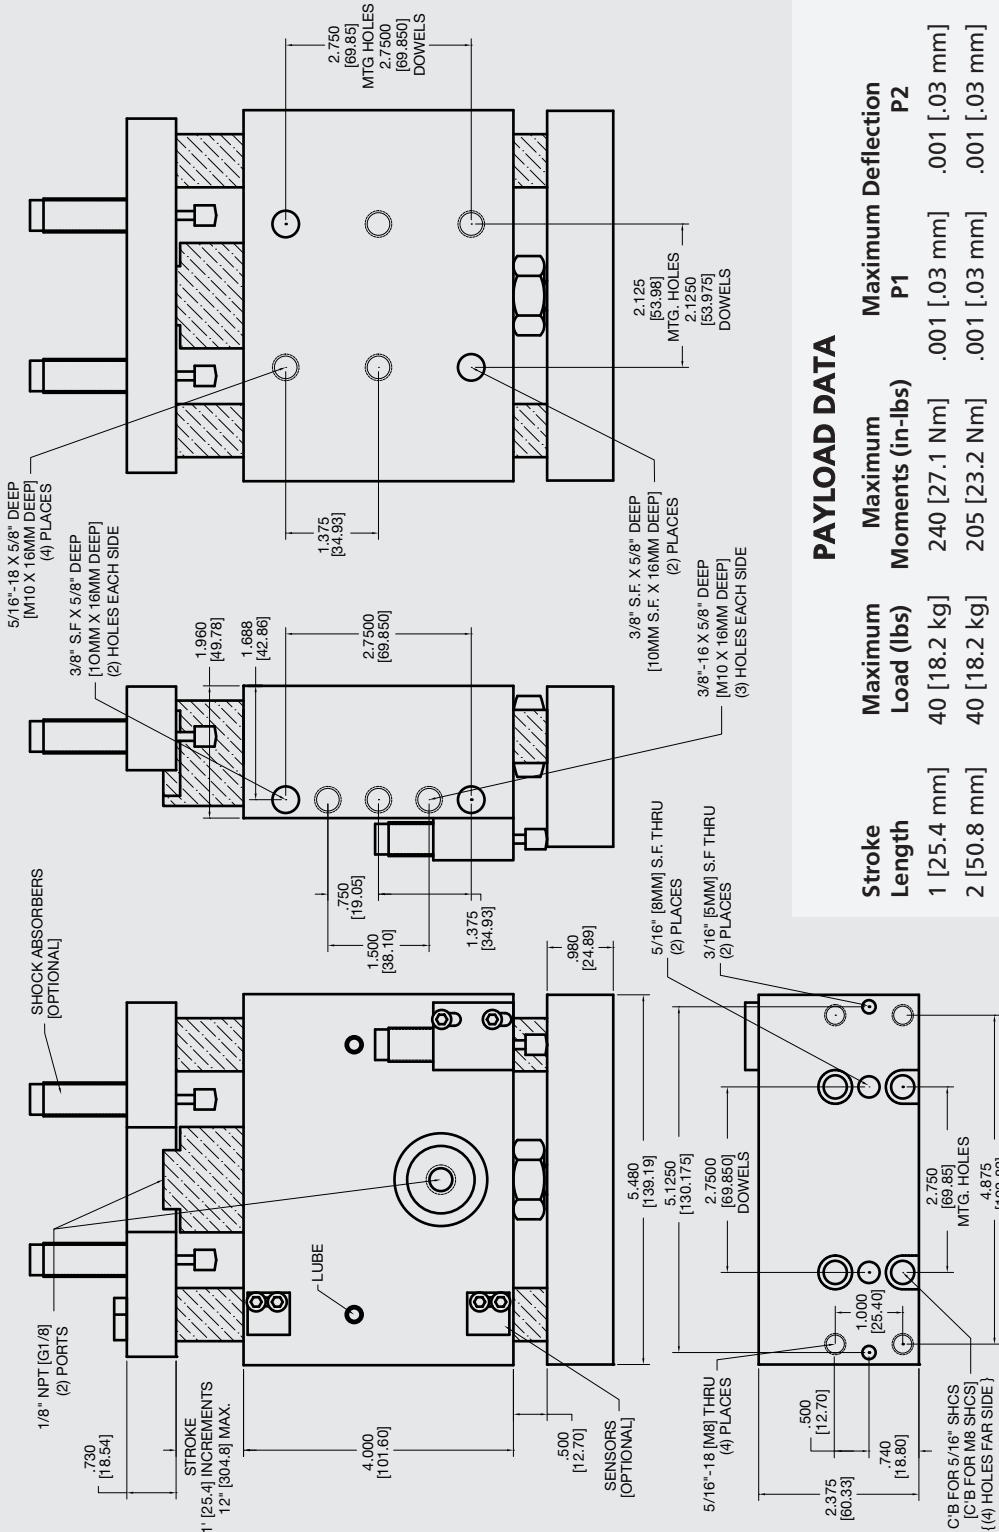 5/16"-18 X 5/8" DEEP
[M10 X 16MM DEEP]
(4) PLACES
2.750
[69.85]
MTG HOLES
2.7500
[69.850]
DOWELS
1.375
[34.93]
2.125
[53.98]
MTG. HOLES
2.1250
[53.975]
DOWELS
3/8" S.F. X 5/8" DEEP
[10MM S.F. X 16MM DEEP]
(2) PLACES
3/8" S.F X 5/8" DEEP
[1OMM X 16MM DEEP]
(2) HOLES EACH SIDE
1.960
[49.78]
1.688
[42.86]
2.7500
[69.850]
3/8"-16 X 5/8" DEEP
[M10 X 16MM DEEP]
(3) HOLES EACH SIDE
.750
[19.05]
1.500
[38.10]
1.375
[34.93]
SHOCK ABSORBERS
[OPTIONAL]
1/8" NPT [G1/8]
(2) PORTS
.730
[18.54]
STROKE
1' [25.4] INCREMENTS
12" [304.8] MAX.
4.000
[101.60]
LUBE
.500
[12.70]
SENSORS
[OPTIONAL]
.980
[24.89]
5.480
[139.19]
5.1250
[130.175]
2.7500
[69.850]
DOWELS
5/16" [8MM] S.F. THRU
(2) PLACES
3/16" [5MM] S.F THRU
(2) PLACES
5/16"-18 [M8] THRU
(4) PLACES
.500
[12.70]
.740
[18.80]
2.375
[60.33]
1.000
[25.40]
2.750
[69.85]
MTG. HOLES
4.875
C'B FOR 5/16" SHCS
[C'B FOR M8 SHCS]
{(4) HOLES FAR SIDE }
PAYLOAD DATA
Stroke Maximum Maximum Maximum Deflection
Length Load (lbs) Moments (in-lbs) P1 P2
1 [25.4 mm] 40 [18.2 kg] 240 [27.1 Nm] .001 [.03 mm] .001 [.03 mm]
2 [50.8 mm] 40 [18.2 kg] 205 [23.2 Nm] .001 [.03 mm] .001 [.03 mm]